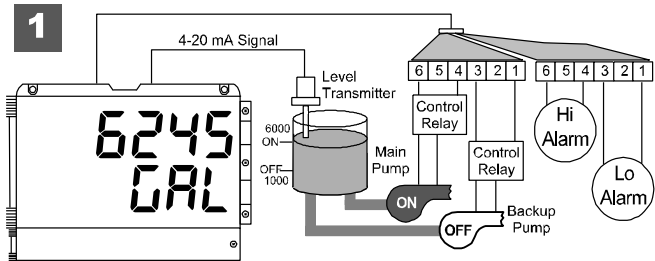 1
4-20 mA Signal
6 5 4 3 2 1
6 5 4 3 2 1
Level
Transmitter
6245
GAL
6000
ON
OFF
1000
Main
Pump
Control
Relay
Control
Relay
Hi
Alarm
Lo
Alarm
ON
OFF
Backup
Pump